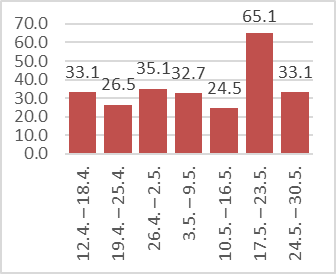 70.0
60.0
50.0
40.0
30.0
20.0
10.0
0.0
33.1
26.5
35.1
32.7
24.5
65.1
33.1
12.4. – 18.4.
19.4. – 25.4.
26.4. – 2.5.
3.5. – 9.5.
10.5. – 16.5.
17.5. – 23.5.
24.5. – 30.5.